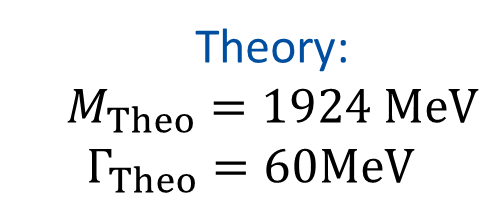 Theory:
M_Theo = 1924 MeV
Γ_Theo = 60MeV